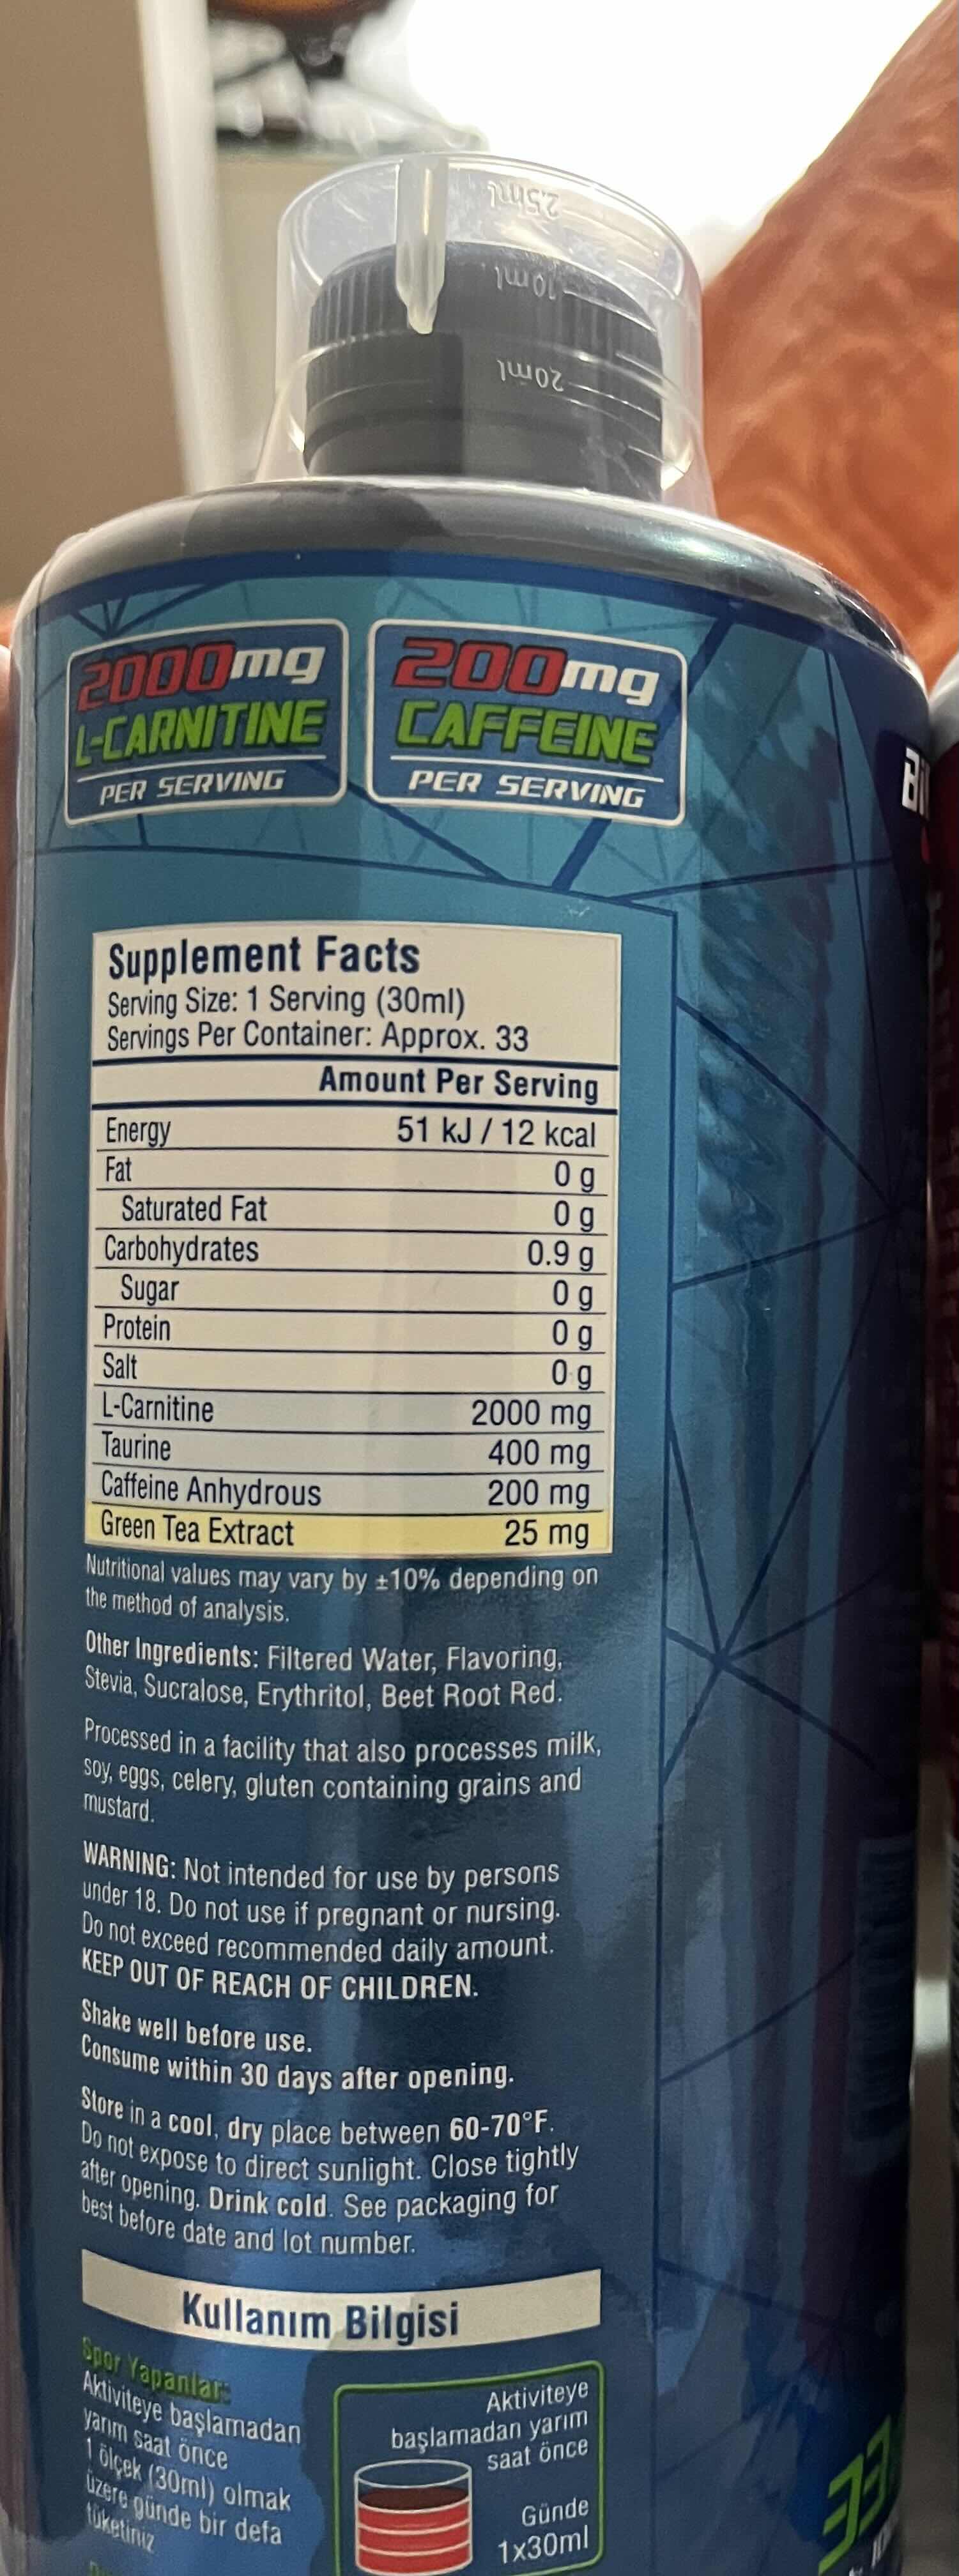 2.5ml
10ml
20ml
2000mg
L-CARNITINE
PER SERVING
200mg
CAFFEINE
PER SERVING
Supplement Facts
Serving Size: 1 Serving (30ml)
Servings Per Container: Approx. 33
Amount Per Serving
Energy 51 kJ / 12 kcal
Fat 0 g
Saturated Fat 0 g
Carbohydrates 0.9 g
Sugar 0 g
Protein 0 g
Salt 0 g
L-Carnitine 2000 mg
Taurine 400 mg
Caffeine Anhydrous 200 mg
Green Tea Extract 25 mg
Nutritional values may vary by ±10% depending on
the method of analysis.
Other Ingredients: Filtered Water, Flavoring,
Stevia, Sucralose, Erythritol, Beet Root Red.
Processed in a facility that also processes milk,
soy, eggs, celery, gluten containing grains and
mustard.
WARNING: Not intended for use by persons
under 18. Do not use if pregnant or nursing.
Do not exceed recommended daily amount.
KEEP OUT OF REACH OF CHILDREN.
Shake well before use.
Consume within 30 days after opening.
Store in a cool, dry place between 60-70°F.
Do not expose to direct sunlight. Close tightly
after opening. Drink cold. See packaging for
best before date and lot number.
Kullanım Bilgisi
Spor Yapanlar:
Aktiviteye başlamadan
yarım saat önce
1 ölçek (30ml) olmak
üzere günde bir defa
tüketiniz
Aktiviteye
başlamadan yarım
saat önce
Günde
1x30ml
33